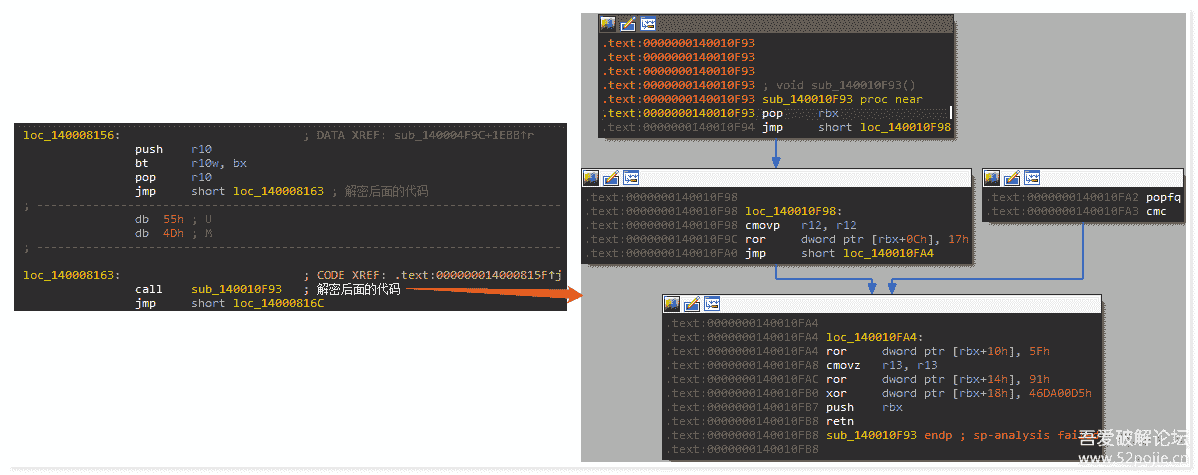 loc_140008156: ; DATA XREF: sub_140004F9C+1EBB↑r
push r10
bt r10w, bx
pop r10
jmp short loc_140008163 ; 解密后面的代码
; ---------------------------------------------------------------------------
db 55h ; U
db 4Dh ; M
; ---------------------------------------------------------------------------
loc_140008163: ; CODE XREF: .text:000000014000815F↑j
call sub_140010F93 ; 解密后面的代码
jmp short loc_14000816C
.text:0000000140010F93
.text:0000000140010F93
.text:0000000140010F93
.text:0000000140010F93 ; void sub_140010F93()
.text:0000000140010F93 sub_140010F93 proc near
.text:0000000140010F93 pop rbx
.text:0000000140010F94 jmp short loc_140010F98
.text:0000000140010F98
.text:0000000140010F98 loc_140010F98:
.text:0000000140010F98 cmovp r12, r12
.text:0000000140010F9C ror dword ptr [rbx+0Ch], 17h
.text:0000000140010FA0 jmp short loc_140010FA4
.text:0000000140010FA2 popfq
.text:0000000140010FA3 cmc
.text:0000000140010FA4
.text:0000000140010FA4 loc_140010FA4:
.text:0000000140010FA4 ror dword ptr [rbx+10h], 5Fh
.text:0000000140010FA8 cmovz r13, r13
.text:0000000140010FAC ror dword ptr [rbx+14h], 91h
.text:0000000140010FB0 xor dword ptr [rbx+18h], 46DA00D5h
.text:0000000140010FB7 push rbx
.text:0000000140010FB8 retn
.text:0000000140010FB8 sub_140010F93 endp ; sp-analysis
.text:0000000140010FB8
吾爱破解论坛
www.52pojie.cn